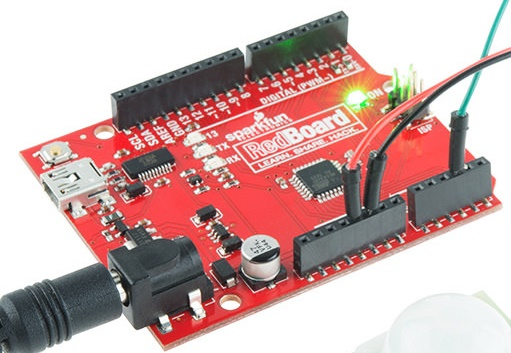 SCL
SDA
AREF
GND
13
12
~11
~10
~9
8
7
~6
~5
4
~3
2
DIGITAL (PWM~)
ON
ISP
13
TX
RX
sparkfun
RedBoard
LEARN. SHARE. HACK.